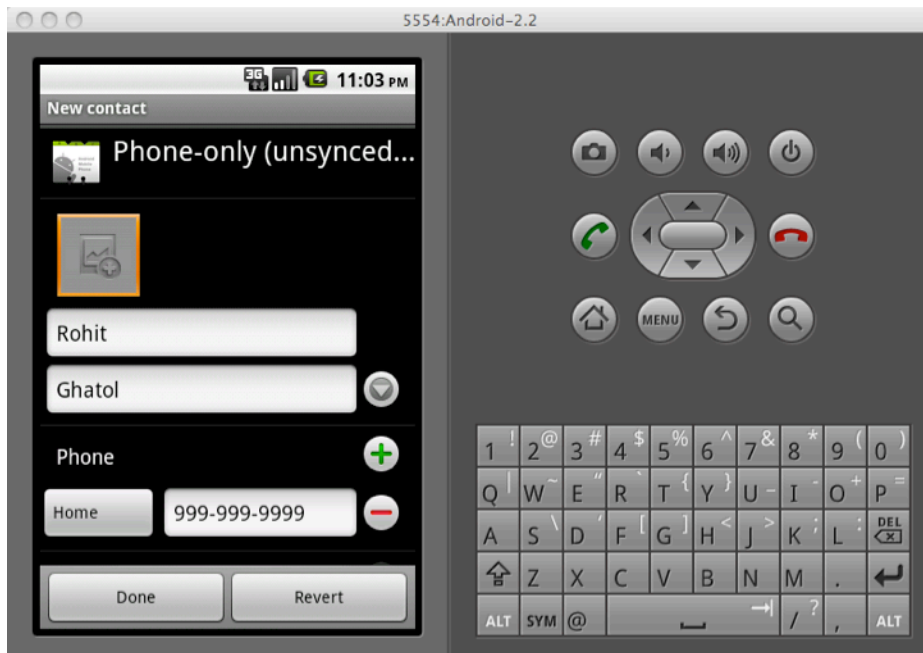 5554:Android-2.2
3G 11:03 PM
New contact
Phone-only (unsynced...
Rohit
Ghatol
Phone
Home 999-999-9999
Done Revert
MENU
1 ! 2 @ 3 # 4 $ 5 % 6 ^ 7 & 8 * 9 ( 0 )
Q | W ~ E " R ` T { Y } U - I - O + P =
A S \ D ' F [ G ] H < J > K ; L : DEL
Z X C V B N M .
ALT SYM @ / ? , ALT